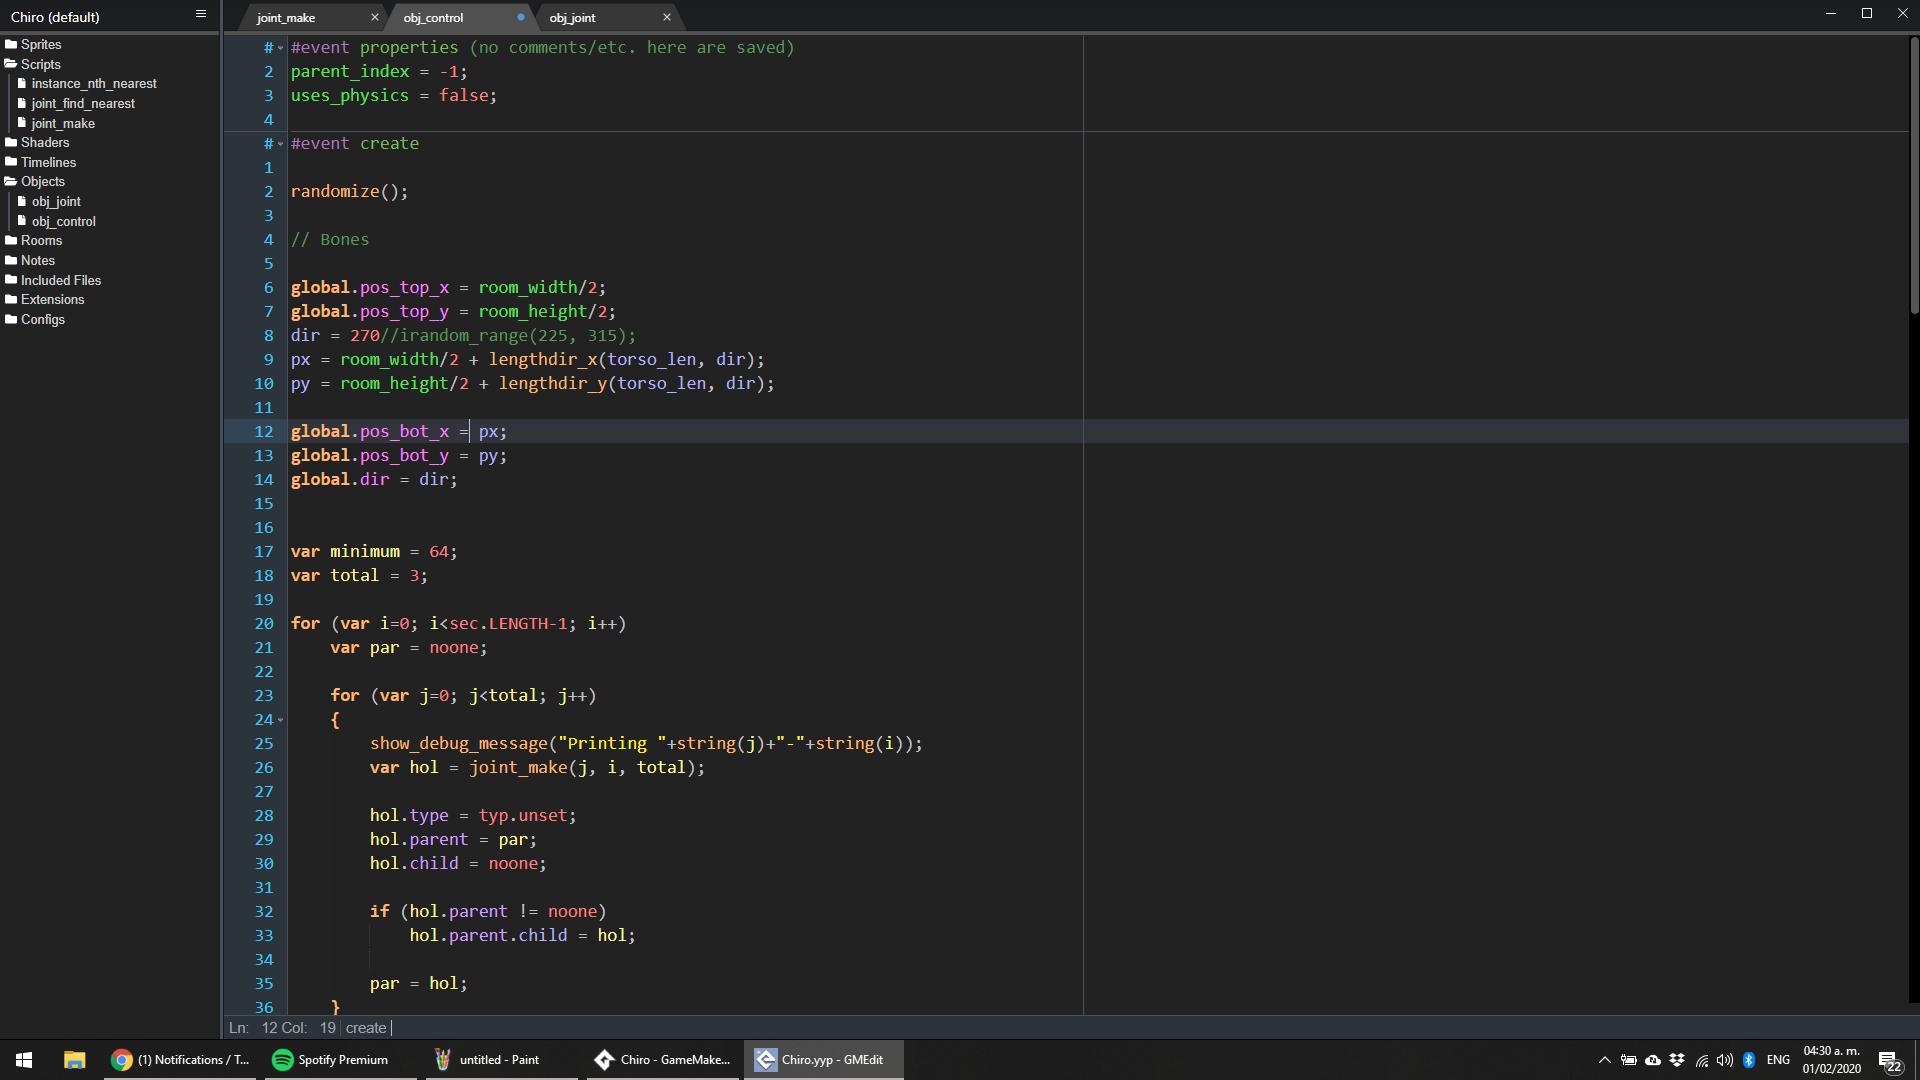 Chiro (default)
joint_make
obj_control
obj_joint
Sprites
Scripts
instance_nth_nearest
joint_find_nearest
joint_make
Shaders
Timelines
Objects
obj_joint
obj_control
Rooms
Notes
Included Files
Extensions
Configs
# #event properties (no comments/etc. here are saved)
2 parent_index = -1;
3 uses_physics = false;
4
# #event create
1
2 randomize();
3
4 // Bones
5
6 global.pos_top_x = room_width/2;
7 global.pos_top_y = room_height/2;
8 dir = 270//irandom_range(225, 315);
9 px = room_width/2 + lengthdir_x(torso_len, dir);
10 py = room_height/2 + lengthdir_y(torso_len, dir);
11
12 global.pos_bot_x = px;
13 global.pos_bot_y = py;
14 global.dir = dir;
15
16
17 var minimum = 64;
18 var total = 3;
19
20 for (var i=0; i<sec.LENGTH-1; i++)
21 var par = noone;
22
23 for (var j=0; j<total; j++)
24 {
25 show_debug_message("Printing "+string(j)+"-"+string(i));
26 var hol = joint_make(j, i, total);
27
28 hol.type = typ.unset;
29 hol.parent = par;
30 hol.child = noone;
31
32 if (hol.parent != noone)
33 hol.parent.child = hol;
34
35 par = hol;
36 }
Ln: 12 Col: 19 create
(1) Notifications / T...
Spotify Premium
untitled - Paint
Chiro - GameMake...
Chiro.yyp - GMEdit
ENG
04:30 a. m.
01/02/2020
22